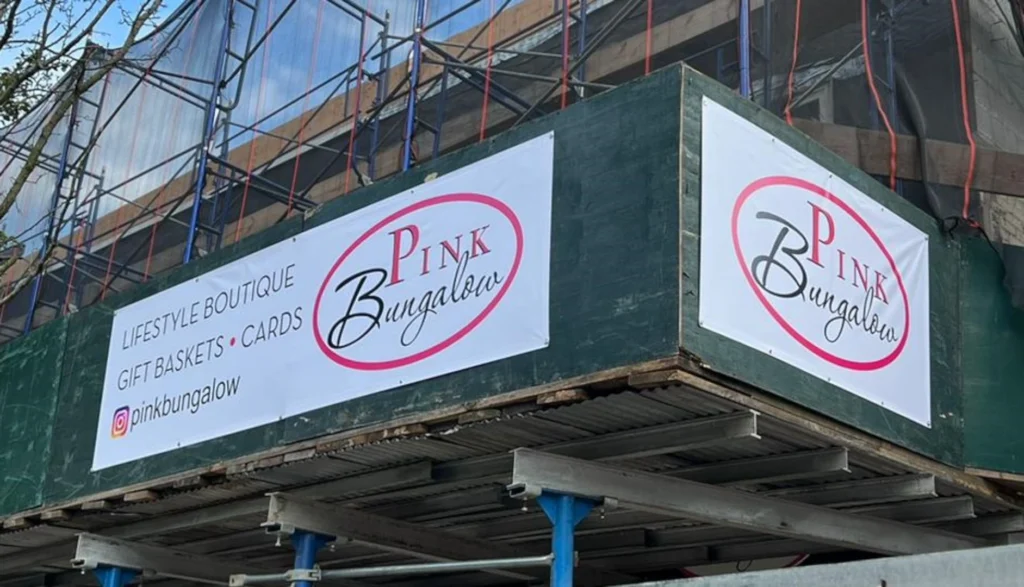 LIFESTYLE BOUTIQUE
GIFT BASKETS • CARDS
pinkbungalow
PINK
Bungalow
PINK
Bungalow